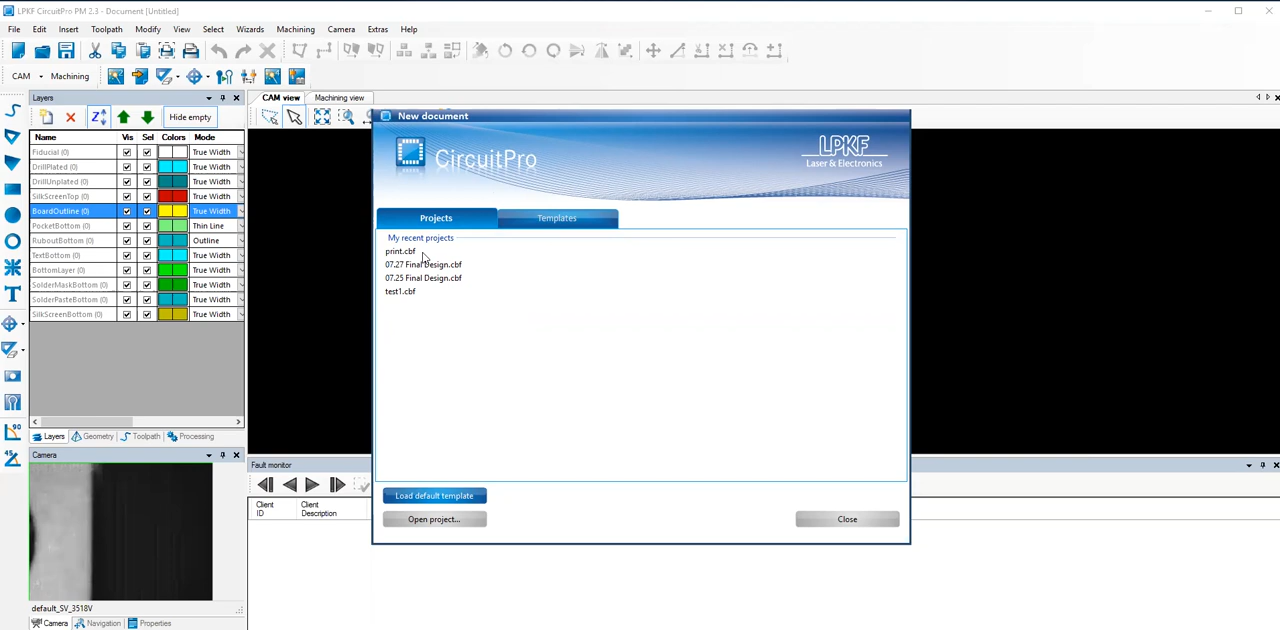 LPKF CircuitPro PM 2.3 - Document [Untitled]
File Edit Insert Toolpath Modify View Select Wizards Machining Camera Extras Help
CAM Machining
Layers
CAM view Machining view
Hide empty
Name Vis Sel Colors Mode
Fiducial (0) True Width
DrillPlated (0) True Width
DrillUnplated (0) True Width
SilkScreenTop (0) True Width
BoardOutline (0) True Width
PocketBottom (0) Thin Line
RuboutBottom (0) Outline
TextBottom (0) True Width
BottomLayer (0) True Width
SolderMaskBottom (0) True Width
SolderPasteBottom (0) True Width
SilkScreenBottom (0) True Width
Layers Geometry Toolpath Processing
Camera
default_SV_3518V
Camera Navigation Properties
New document
CircuitPro
LPKF
Laser & Electronics
Projects Templates
My recent projects
print.cbf
07.27 Final Design.cbf
07.25 Final Design.cbf
test1.cbf
Load default template
Open project...
Close
Fault monitor
Client ID
Client Description
T
90
45